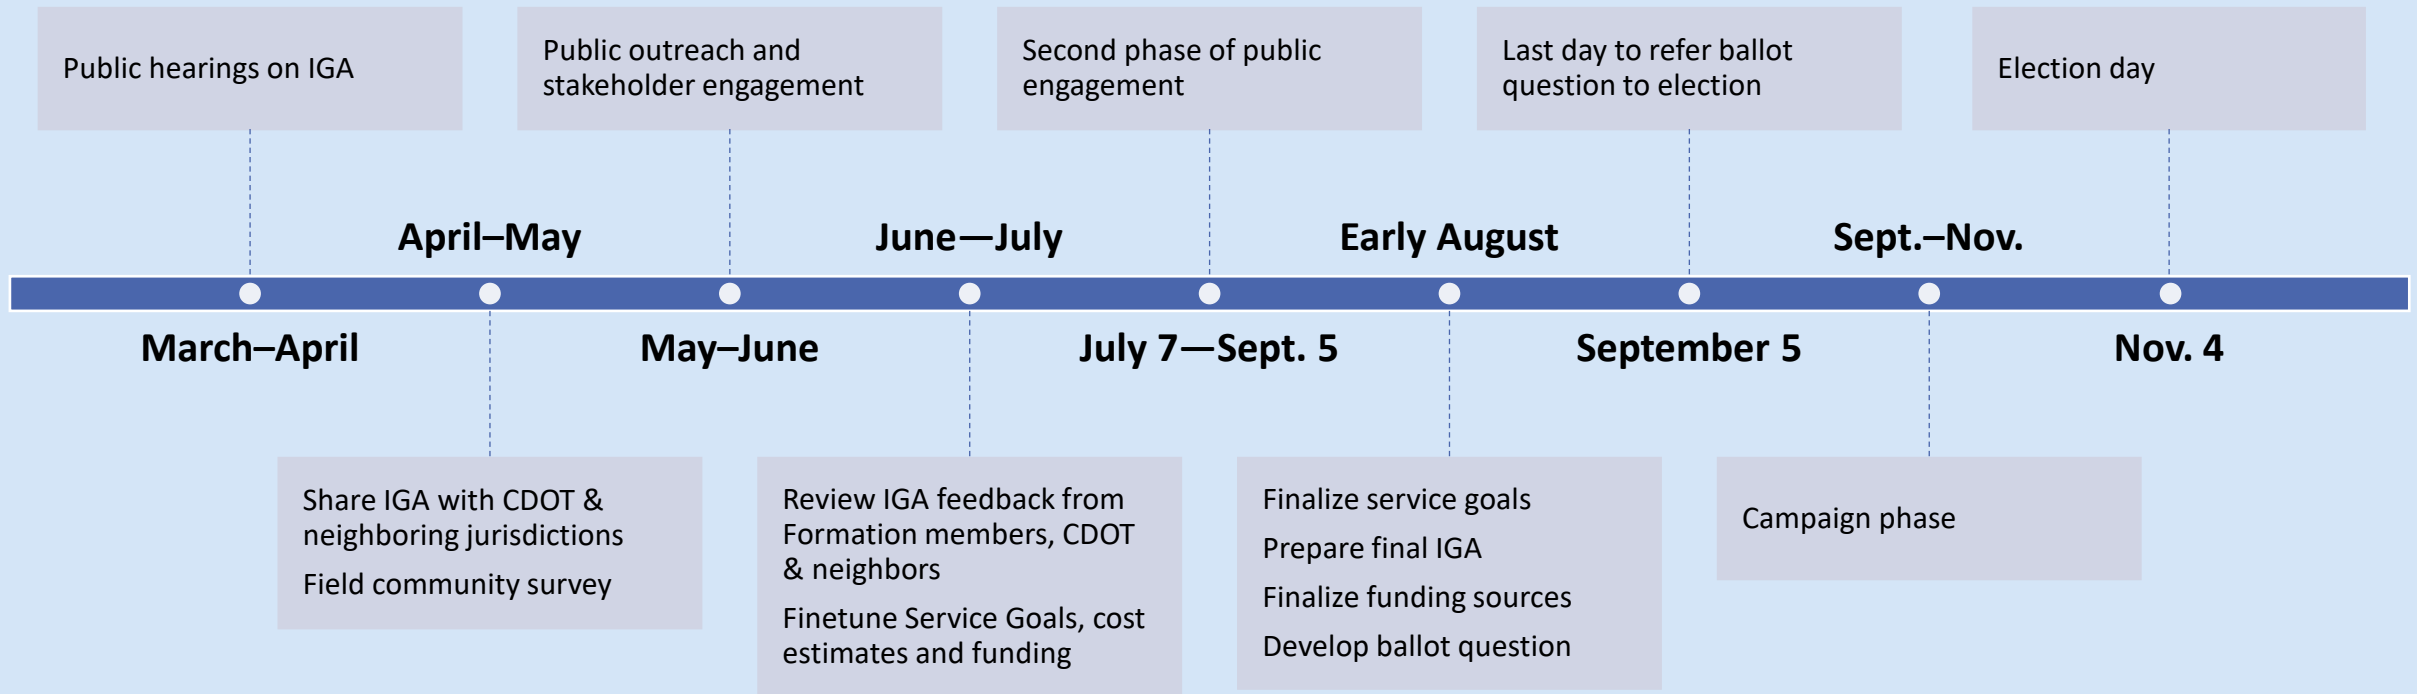 Public hearings on IGA
Public outreach and
stakeholder engagement
Second phase of public
engagement
Last day to refer ballot
question to election
Election day
April–May
June—July
Early August
Sept.–Nov.
March–April
May–June
July 7—Sept. 5
September 5
Nov. 4
Share IGA with CDOT &
neighboring jurisdictions
Field community survey
Review IGA feedback from
Formation members, CDOT
& neighbors
Finetune Service Goals, cost
estimates and funding
Finalize service goals
Prepare final IGA
Finalize funding sources
Develop ballot question
Campaign phase